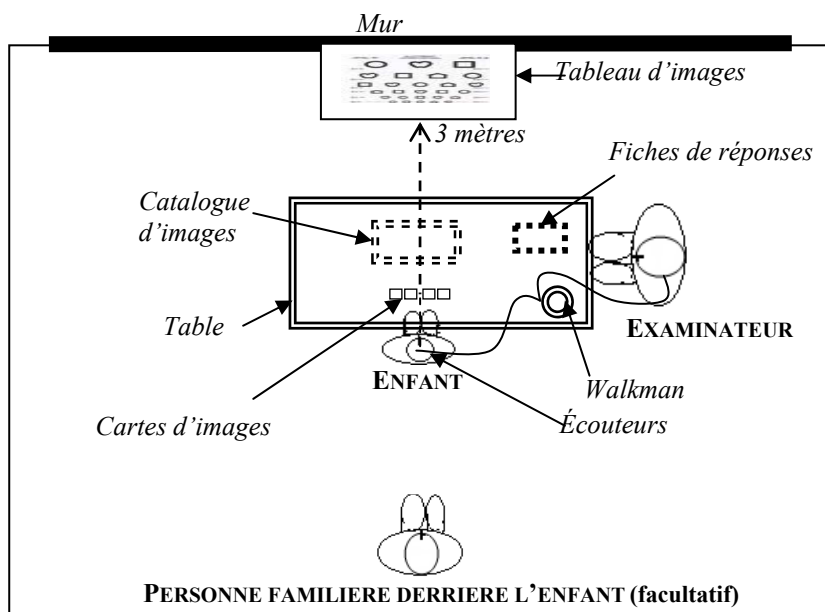 Mur
Tableau d’images
3 mètres
Fiches de réponses
Catalogue
d’images
Table
EXAMINATEUR
ENFANT
Walkman
Cartes d’images
Écouteurs
PERSONNE FAMILIERE DERRIERE L’ENFANT (facultatif)